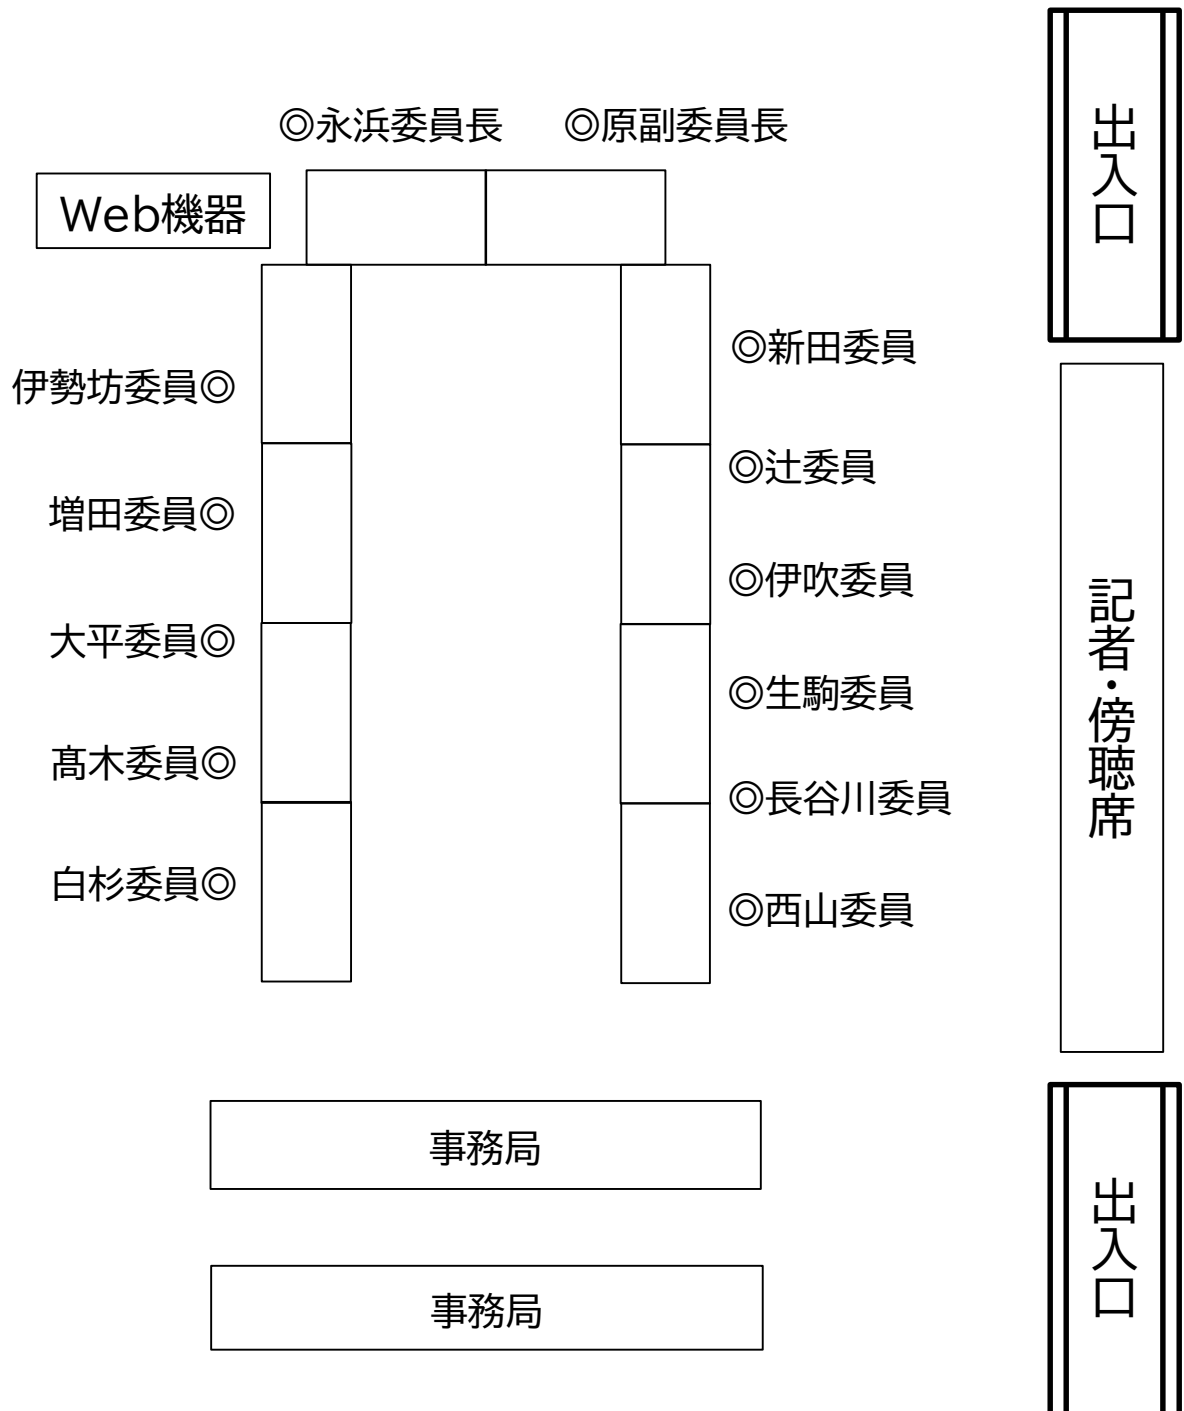 ◎永浜委員長
◎原副委員長
Web機器
出入口
伊勢坊委員◎
増田委員◎
大平委員◎
髙木委員◎
白杉委員◎
◎新田委員
◎辻委員
◎伊吹委員
◎生駒委員
◎長谷川委員
◎西山委員
記者・傍聴席
事務局
事務局
出入口